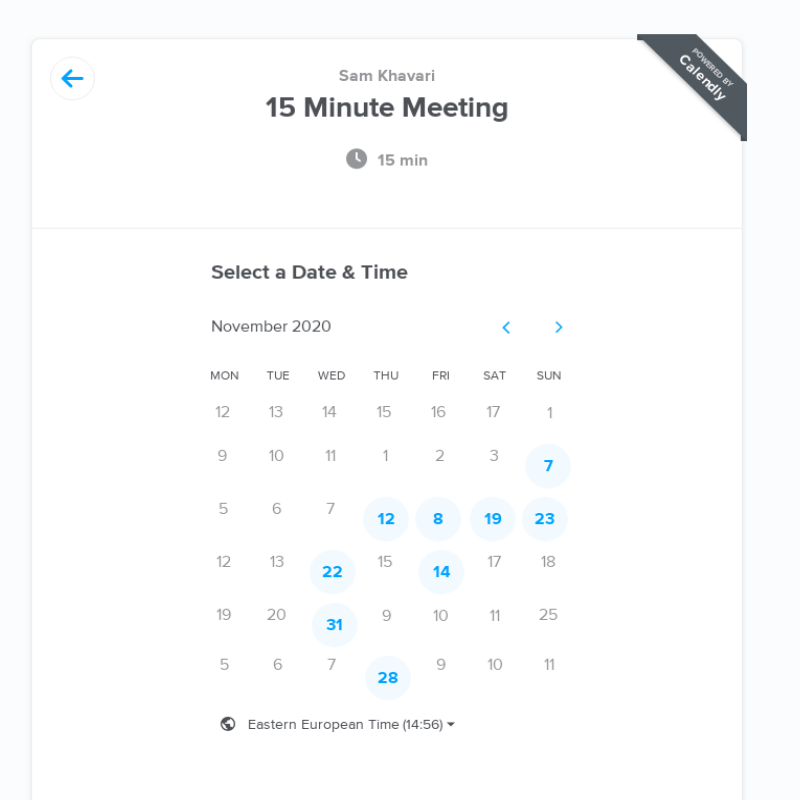 POWERED BY
Calendly
Sam Khavari
15 Minute Meeting
15 min
Select a Date & Time
November 2020
MON TUE WED THU FRI SAT SUN
12 13 14 15 16 17 1
9 10 11 1 2 3 7
5 6 7 12 8 19 23
12 13 22 15 14 17 18
19 20 31 9 10 11 25
5 6 7 28 9 10 11
Eastern European Time (14:56)